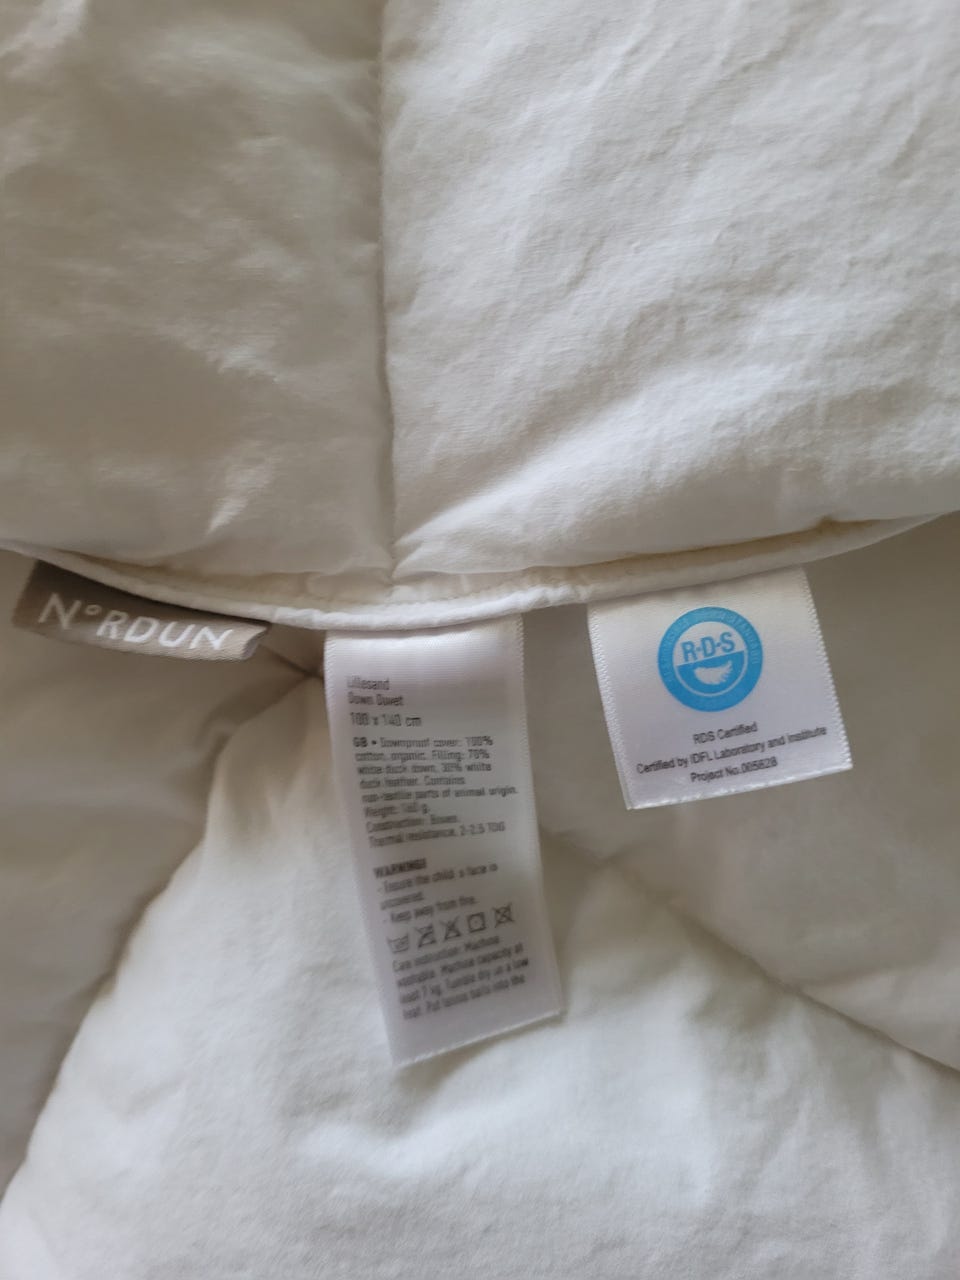 N°RDUN
Lillesand
Down Duvet
100 x 140 cm
GB • Downproof cover: 100%
cotton, organic. Filling: 70%
white duck down, 30% white
duck feather. Contains
non-textile parts of animal origin.
Weight: 160 g.
Construction: Boxes.
Thermal resistance, 2-2.5 TOG
WARNING!
- Ensure the child's face is
uncovered.
- Keep away from fire.
Care instruction: Machine
washable. Machine capacity at
least 7 kg. Tumble dry on a low
heat. Put tennis balls into the
R·D·S
RDS Certified
Certified by IDFL Laboratory and Institute
Project No.005628